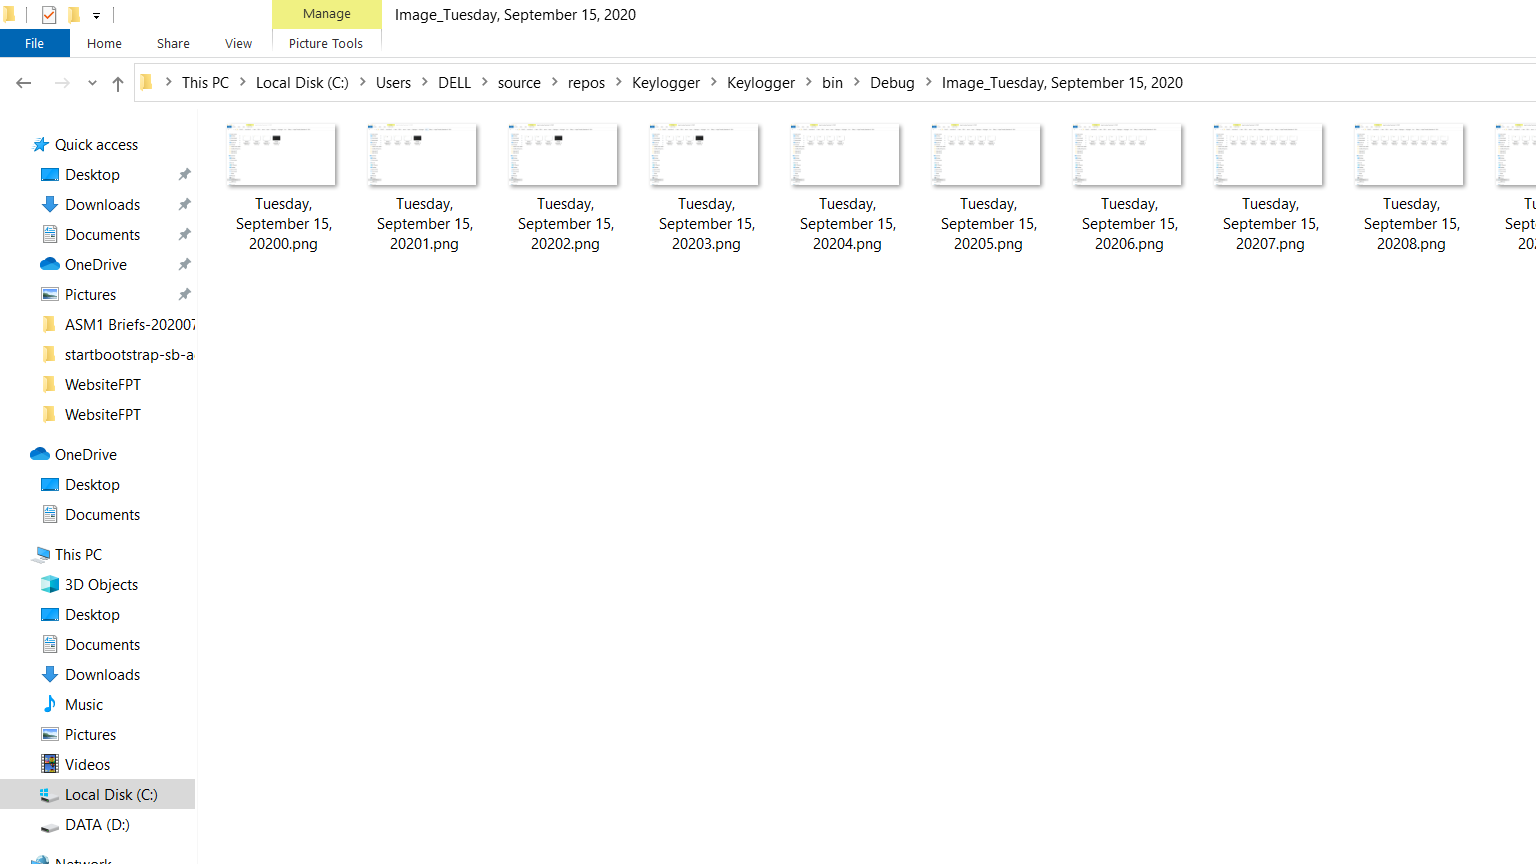 Manage
Image_Tuesday, September 15, 2020
File
Home
Share
View
Picture Tools
This PC
Local Disk (C:)
Users
DELL
source
repos
Keylogger
Keylogger
bin
Debug
Image_Tuesday, September 15, 2020
Quick access
Desktop
Downloads
Documents
OneDrive
Pictures
ASM1 Briefs-202007
startbootstrap-sb-a
WebsiteFPT
WebsiteFPT
OneDrive
Desktop
Documents
This PC
3D Objects
Desktop
Documents
Downloads
Music
Pictures
Videos
Local Disk (C:)
DATA (D:)
Network
Tuesday,
September 15,
20200.png
Tuesday,
September 15,
20201.png
Tuesday,
September 15,
20202.png
Tuesday,
September 15,
20203.png
Tuesday,
September 15,
20204.png
Tuesday,
September 15,
20205.png
Tuesday,
September 15,
20206.png
Tuesday,
September 15,
20207.png
Tuesday,
September 15,
20208.png